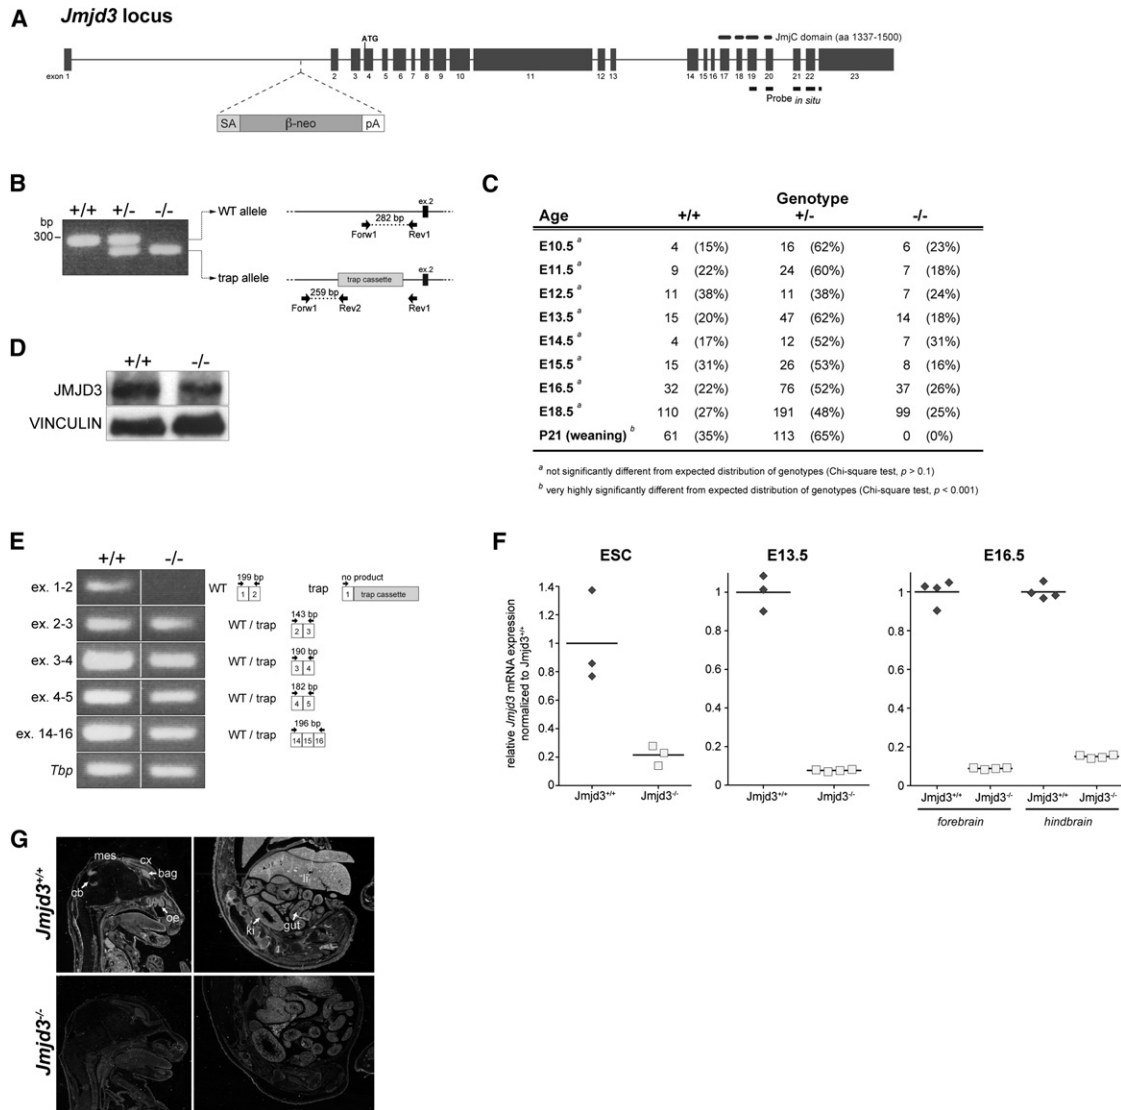 A
Jmjd3 locus
ATG
JmjC domain (aa 1337-1500)
exon 1 2 3 4 5 6 7 8 9 10 11 12 13 14 15 16 17 18 19 20 21 22 23
Probe in situ
SA β-neo pA
B
+/+ +/- -/-
bp
300
WT allele
ex.2
282 bp
Forw1 Rev1
trap allele
trap cassette
ex.2
259 bp
Forw1 Rev2 Rev1
C
Genotype
Age +/+ +/- -/-
E10.5 a 4 (15%) 16 (62%) 6 (23%)
E11.5 a 9 (22%) 24 (60%) 7 (18%)
E12.5 a 11 (38%) 11 (38%) 7 (24%)
E13.5 a 15 (20%) 47 (62%) 14 (18%)
E14.5 a 4 (17%) 12 (52%) 7 (31%)
E15.5 a 15 (31%) 26 (53%) 8 (16%)
E16.5 a 32 (22%) 76 (52%) 37 (26%)
E18.5 a 110 (27%) 191 (48%) 99 (25%)
P21 (weaning) b 61 (35%) 113 (65%) 0 (0%)
a not significantly different from expected distribution of genotypes (Chi-square test, p > 0.1)
b very highly significantly different from expected distribution of genotypes (Chi-square test, p < 0.001)
D
+/+ -/-
JMJD3
VINCULIN
E
+/+ -/-
ex. 1-2
WT
199 bp
1 2
trap
no product
1 trap cassette
ex. 2-3
WT / trap
143 bp
2 3
ex. 3-4
WT / trap
190 bp
3 4
ex. 4-5
WT / trap
182 bp
4 5
ex. 14-16
WT / trap
196 bp
14 15 16
Tbp
F
relative Jmjd3 mRNA expression
normalized to Jmjd3+/+
ESC
1.4
1.2
1
0.8
0.6
0.4
0.2
0
Jmjd3+/+ Jmjd3-/-
E13.5
1
0.8
0.6
0.4
0.2
0
Jmjd3+/+ Jmjd3-/-
E16.5
1
0.8
0.6
0.4
0.2
0
Jmjd3+/+ Jmjd3-/- Jmjd3+/+ Jmjd3-/-
forebrain hindbrain
G
Jmjd3+/+
mes cx
bag
cb
oe
li
ki gut
Jmjd3-/-